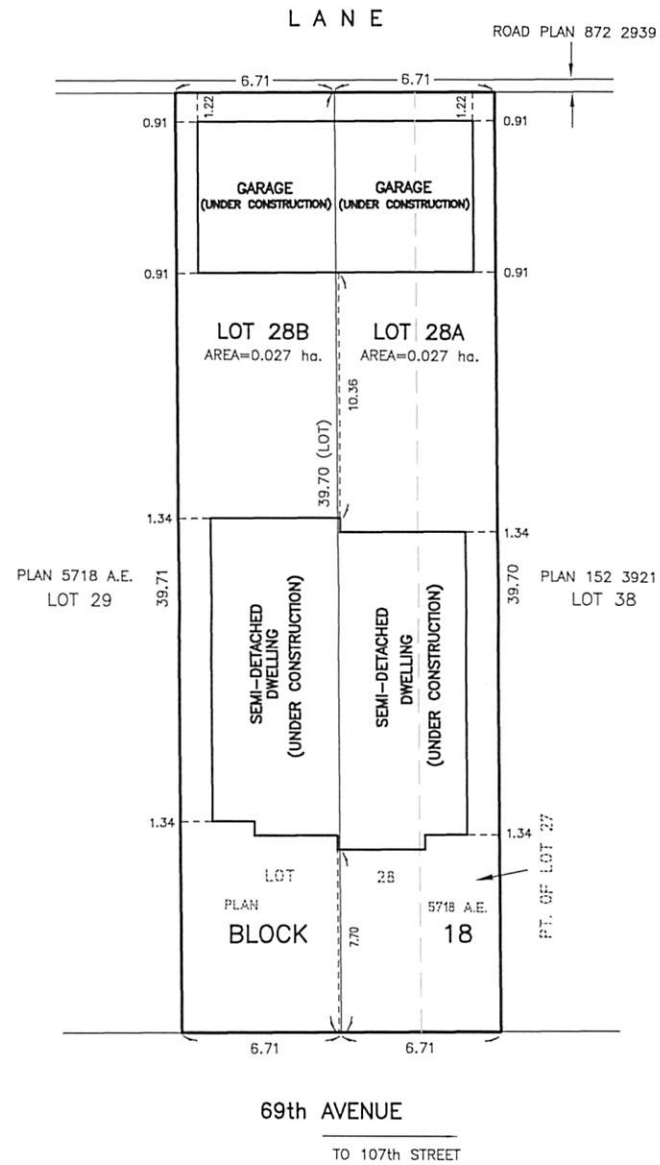 LANE
ROAD PLAN 872 2939
6.71
6.71
1.22
1.22
0.91
0.91
GARAGE
(UNDER CONSTRUCTION)
GARAGE
(UNDER CONSTRUCTION)
0.91
0.91
LOT 28B
AREA=0.027 ha.
LOT 28A
AREA=0.027 ha.
10.36
39.70 (LOT)
1.34
1.34
PLAN 5718 A.E.
LOT 29
39.71
SEMI-DETACHED
DWELLING
(UNDER CONSTRUCTION)
SEMI-DETACHED
DWELLING
(UNDER CONSTRUCTION)
39.70
PLAN 152 3921
LOT 38
1.34
1.34
LOT 28
PT. OF LOT 27
PLAN 5718 A.E.
BLOCK 18
7.70
6.71
6.71
69th AVENUE
TO 107th STREET